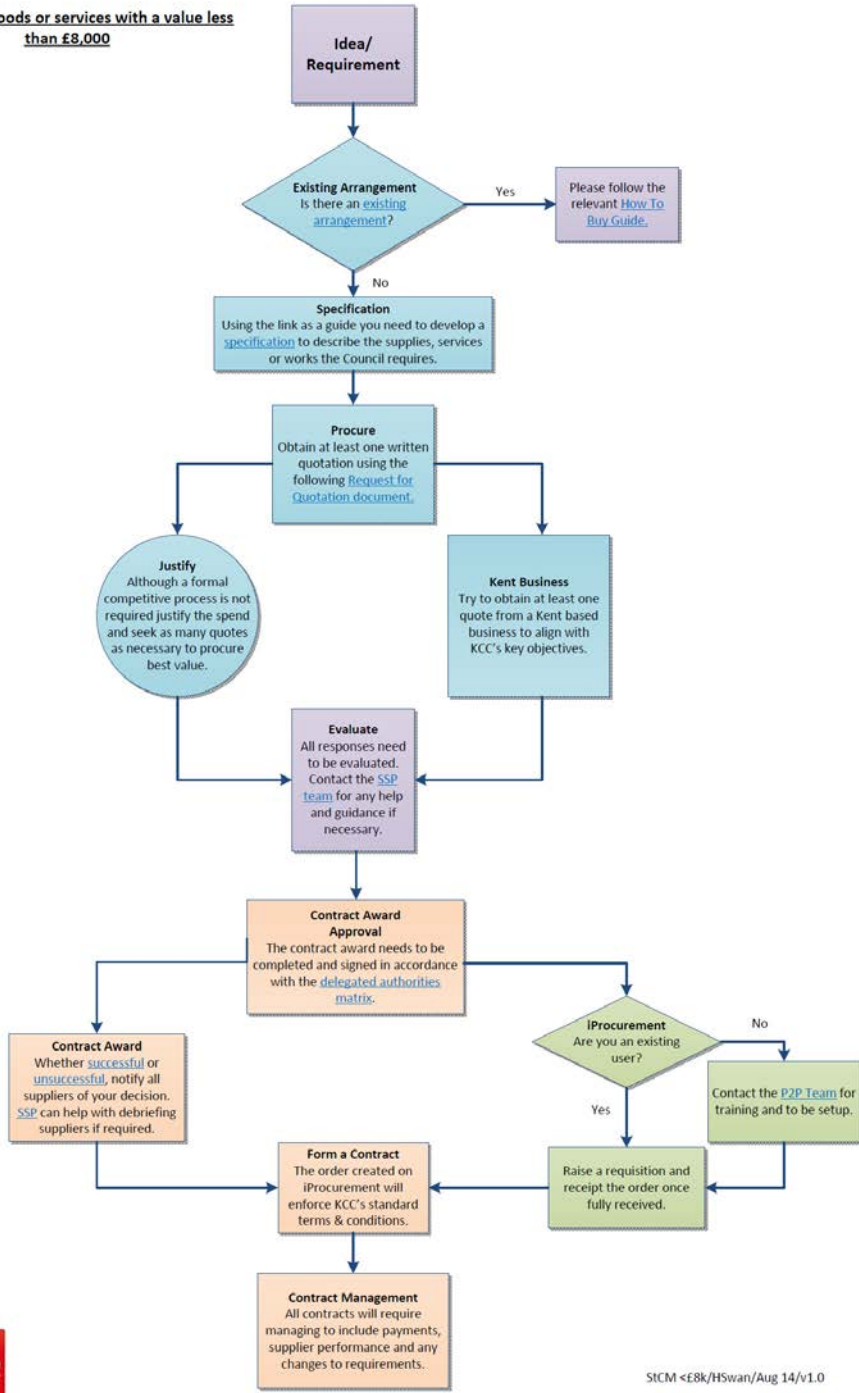 oods or services with a value less
than £8,000
Idea/
Requirement
Existing Arrangement
Is there an existing
arrangement?
Yes
Please follow the
relevant How To
Buy Guide.
No
Specification
Using the link as a guide you need to develop a
specification to describe the supplies, services
or works the Council requires.
Procure
Obtain at least one written
quotation using the
following Request for
Quotation document.
Justify
Although a formal
competitive process is not
required justify the spend
and seek as many quotes
as necessary to procure
best value.
Kent Business
Try to obtain at least one
quote from a Kent based
business to align with
KCC's key objectives.
Evaluate
All responses need
to be evaluated.
Contact the SSP
team for any help
and guidance if
necessary.
Contract Award
Approval
The contract award needs to be
completed and signed in accordance
with the delegated authorities
matrix.
Contract Award
Whether successful or
unsuccessful, notify all
suppliers of your decision.
SSP can help with debriefing
suppliers if required.
iProcurement
Are you an existing
user?
No
Contact the P2P Team for
training and to be setup.
Yes
Raise a requisition and
receipt the order once
fully received.
Form a Contract
The order created on
iProcurement will
enforce KCC's standard
terms & conditions.
Contract Management
All contracts will require
managing to include payments,
supplier performance and any
changes to requirements.
StCM <£8k/HSwan/Aug 14/v1.0